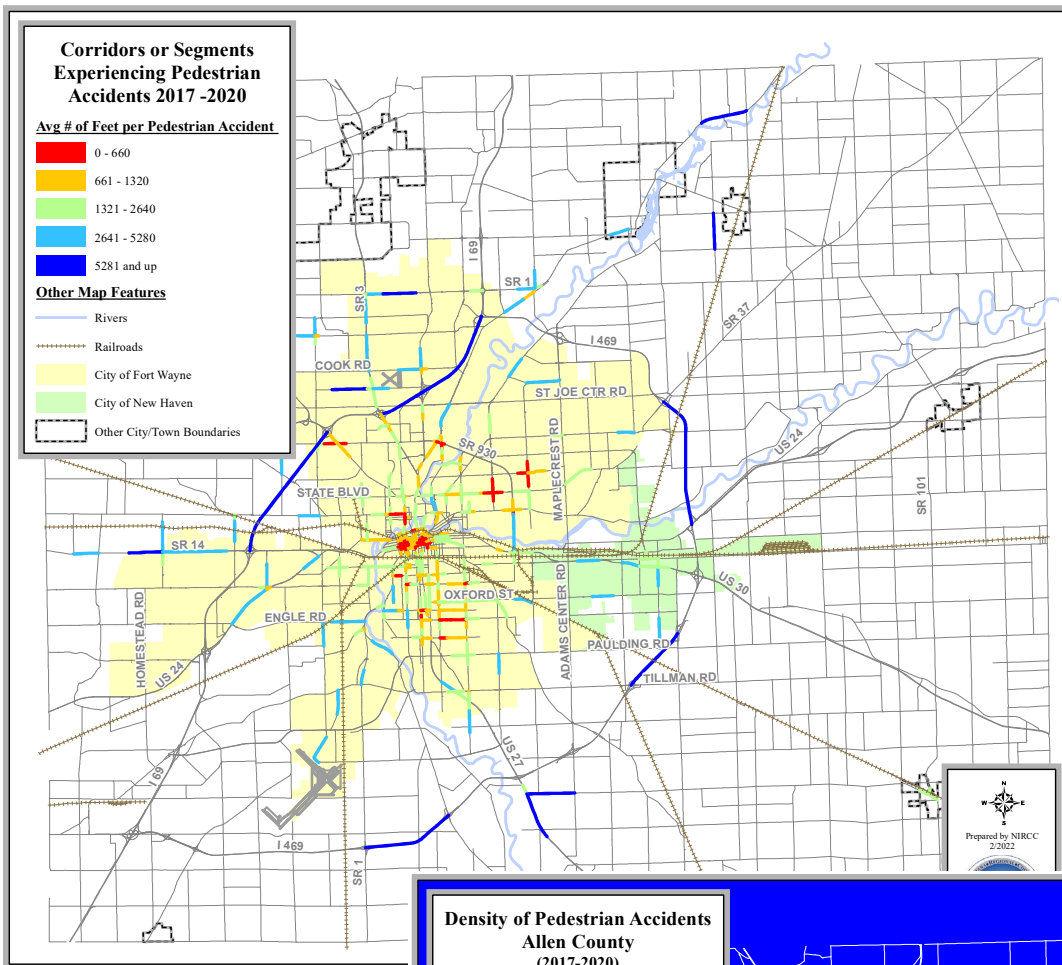 Corridors or Segments
Experiencing Pedestrian
Accidents 2017 -2020
Avg # of Feet per Pedestrian Accident
0 - 660
661 - 1320
1321 - 2640
2641 - 5280
5281 and up
Other Map Features
Rivers
Railroads
City of Fort Wayne
City of New Haven
Other City/Town Boundaries
I 69
SR 1
SR 3
SR 37
I 469
COOK RD
ST JOE CTR RD
SR 930
MAPLECREST RD
US 24
STATE BLVD
SR 101
SR 14
US 30
OXFORD ST
ADAMS CENTER RD
ENGLE RD
HOMESTEAD RD
PAULDING RD
US 24
TILLMAN RD
US 27
I 69
I 469
SR 1
N
W E
S
Prepared by NIRCC
2/2022
Density of Pedestrian Accidents
Allen County
(2017-2020)